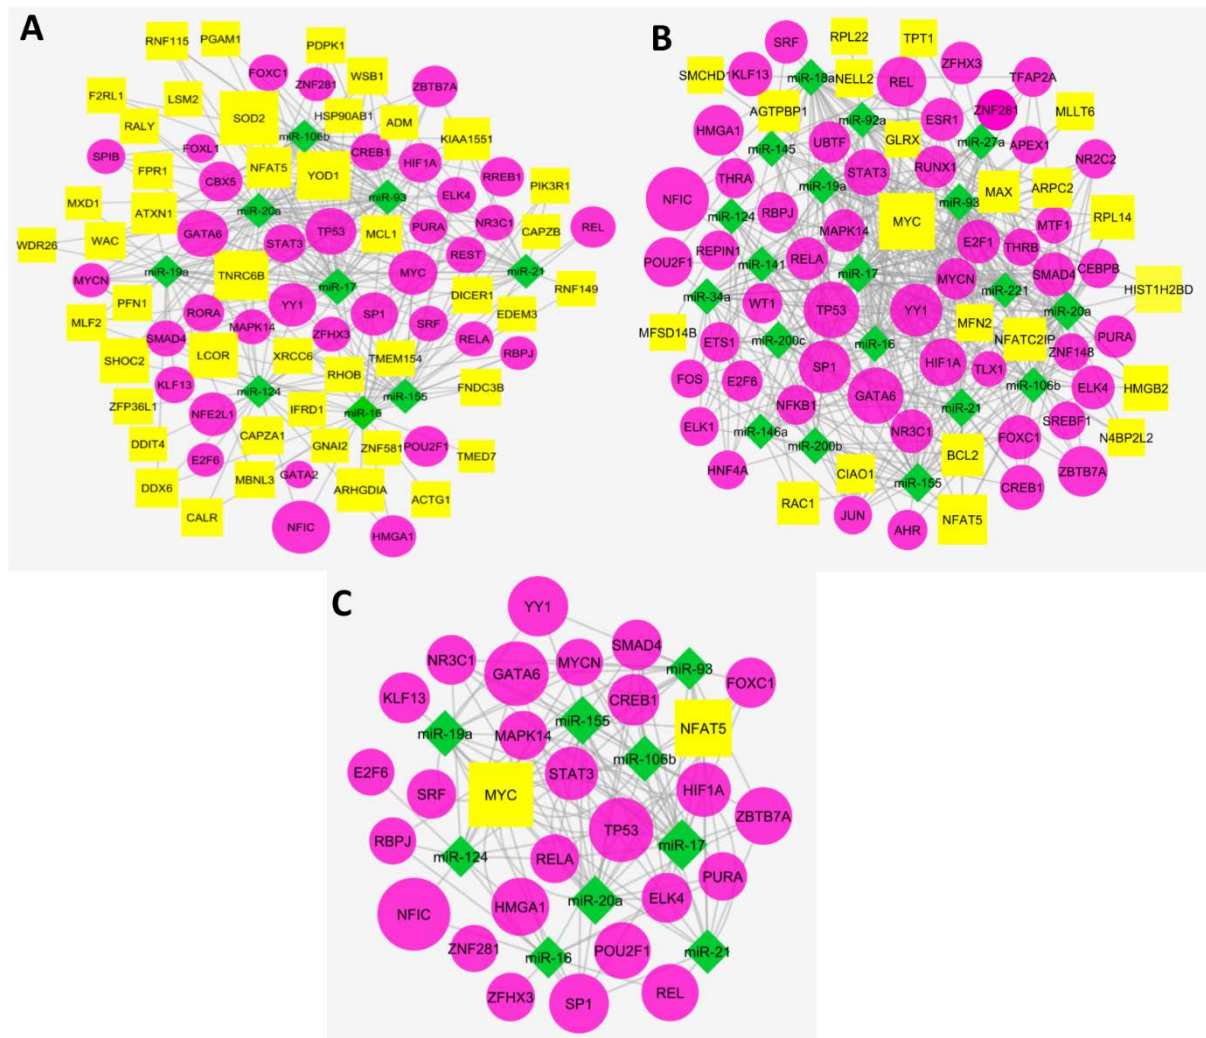 A
RNF115
PGAM1
PDPK1
FOXC1
ZNF281
WSB1
ZBTB7A
F2RL1
LSM2
SOD2
HSP90AB1
ADM
RALY
miR-106b
KIAA1551
SPIB
FOXL1
NFAT5
YOD1
CREB1
HIF1A
RREB1
FPR1
CBX5
miR-93
ELK4
PIK3R1
MXD1
ATXN1
miR-20a
WDR26
WAC
GATA6
STAT3
TP53
MCL1
PURA
NR3C1
CAPZB
REL
REST
MYCN
miR-19a
TNRC6B
miR-17
MYC
miR-21
RNF149
PFN1
RORA
YY1
SP1
DICER1
EDEM3
MLF2
SMAD4
MAPK14
ZFHX3
SRF
RELA
SHOC2
LCOR
XRCC6
TMEM154
RBPJ
KLF13
RHOB
ZFP36L1
miR-124
miR-155
FNDC3B
NFE2L1
IFRD1
miR-16
DDIT4
CAPZA1
GNAI2
ZNF581
POU2F1
TMED7
E2F6
DDX6
MBNL3
GATA2
ARHGDIA
ACTG1
CALR
NFIC
HMGA1
B
SRF
RPL22
TPT1
SMCHD1
KLF13
miR-18a
NELL2
REL
ZFHX3
TFAP2A
AGTPBP1
miR-92a
ZNF281
MLLT6
HMGA1
ESR1
miR-145
UBTF
GLRX
miR-27a
APEX1
NR2C2
THRA
miR-19a
STAT3
RUNX1
NFIC
MAX
ARPC2
miR-124
RBPJ
MYC
miR-93
RPL14
REPIN1
MAPK14
E2F1
MTF1
THRB
POU2F1
miR-141
RELA
miR-17
MYCN
SMAD4
CEBPB
HIST1H2BD
miR-34a
WT1
TP53
YY1
miR-221
miR-20a
MFSD14B
ETS1
miR-200c
miR-16
MFN2
NFATC2IP
PURA
SP1
HIF1A
ZNF148
FOS
E2F6
TLX1
miR-106b
ELK4
HMGB2
NFKB1
GATA6
miR-21
ELK1
miR-146a
NR3C1
FOXC1
SREBF1
N4BP2L2
HNF4A
miR-200b
BCL2
CIAO1
miR-155
ZBTB7A
RAC1
CREB1
JUN
AHR
NFAT5
C
YY1
SMAD4
NR3C1
GATA6
MYCN
miR-93
FOXC1
KLF13
CREB1
miR-155
NFAT5
miR-19a
MAPK14
miR-106b
E2F6
STAT3
SRF
MYC
HIF1A
ZBTB7A
RBPJ
TP53
miR-17
miR-124
RELA
PURA
NFIC
HMGA1
miR-20a
ELK4
ZNF281
miR-16
POU2F1
miR-21
ZFHX3
SP1
REL